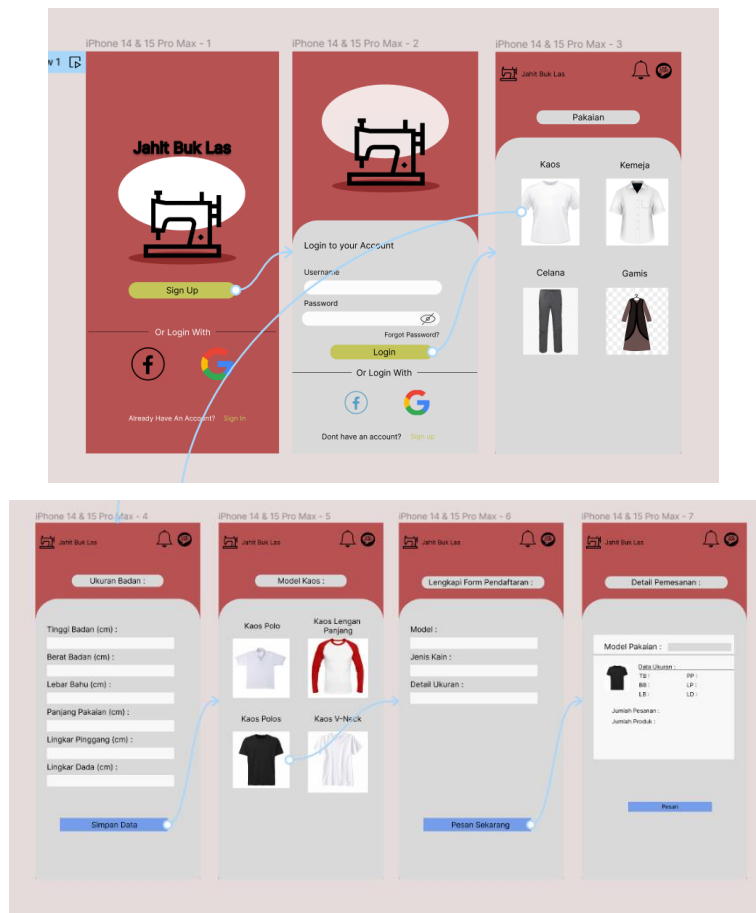 iPhone 14 & 15 Pro Max - 1
iPhone 14 & 15 Pro Max - 2
iPhone 14 & 15 Pro Max - 3
w 1
Jahit Buk Las
Sign Up
Or Login With
Already Have An Account? Sign In
Login to your Account
Username
Password
Forgot Password?
Login
Or Login With
Dont have an account? Sign up
Jahit Buk Las
Pakaian
Kaos
Kemeja
Celana
Gamis
iPhone 14 & 15 Pro Max - 4
iPhone 14 & 15 Pro Max - 5
iPhone 14 & 15 Pro Max - 6
iPhone 14 & 15 Pro Max - 7
Jahit Buk Las
Ukuran Badan :
Tinggi Badan (cm) :
Berat Badan (cm) :
Lebar Bahu (cm) :
Panjang Pakaian (cm) :
Lingkar Pinggang (cm) :
Lingkar Dada (cm) :
Simpan Data
Jahit Buk Las
Model Kaos :
Kaos Polo
Kaos Lengan
Panjang
Kaos Polos
Kaos V-Neck
Jahit Buk Las
Lengkapi Form Pendaftaran :
Model :
Jenis Kain :
Detail Ukuran :
Pesan Sekarang
Jahit Buk Las
Detail Pemesanan :
Model Pakaian :
Data Ukuran :
TB : PP :
BB : LP :
LB : LD :
Jumlah Pesanan :
Jumlah Produk :
Pesan